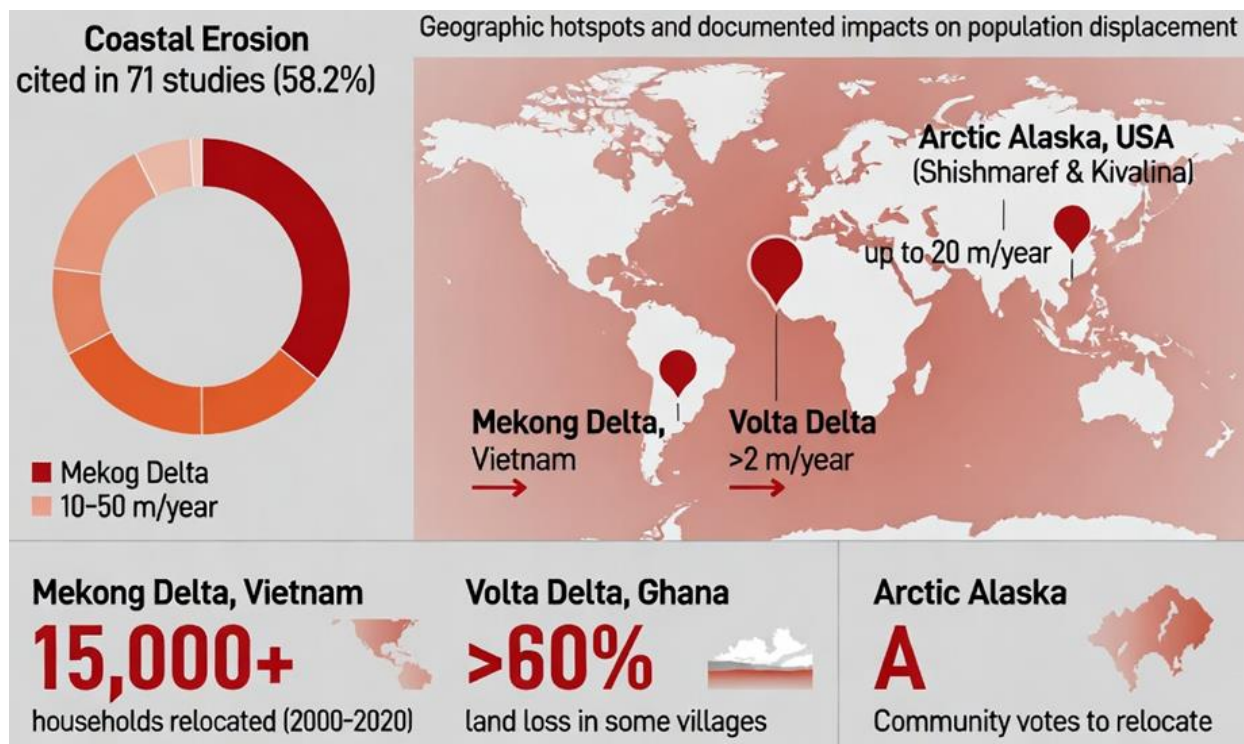 Coastal Erosion
cited in 71 studies (58.2%)
Mekog Delta
10-50 m/year
Geographic hotspots and documented impacts on population displacement
Arctic Alaska, USA
(Shishmaref & Kivalina)
up to 20 m/year
Mekong Delta,
Vietnam
Volta Delta
>2 m/year
Mekong Delta, Vietnam
15,000+
households relocated (2000-2020)
Volta Delta, Ghana
>60%
land loss in some villages
Arctic Alaska
A
Community votes to relocate